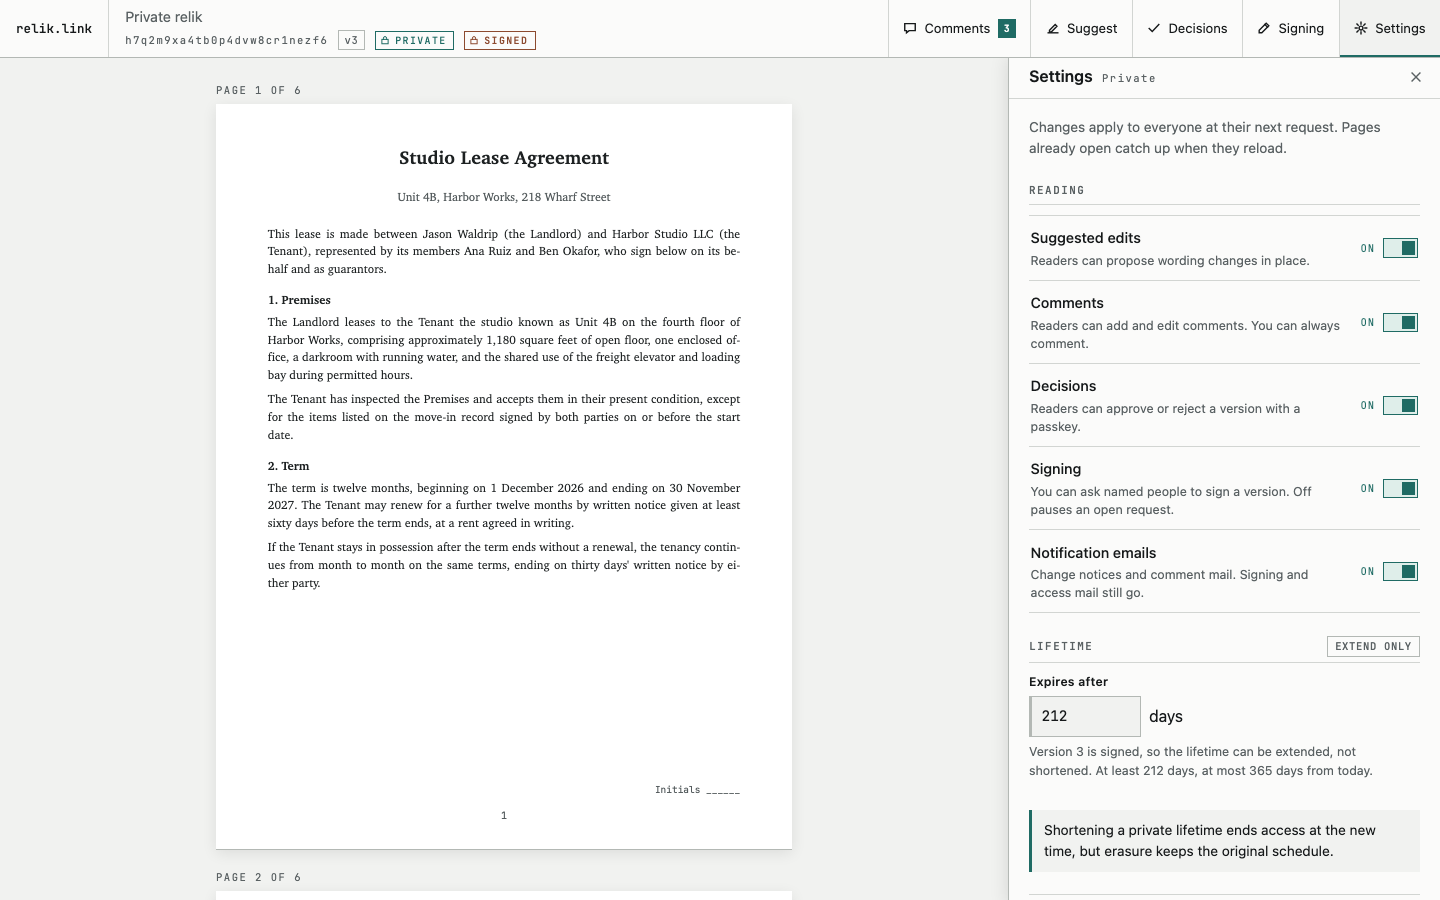 relik.link
Private relik
h7q2m9xa4tb0p4dvw8cr1nezf6 v3 PRIVATE SIGNED
Comments 3
Suggest
Decisions
Signing
Settings
PAGE 1 OF 6
Studio Lease Agreement
Unit 4B, Harbor Works, 218 Wharf Street
This lease is made between Jason Waldrip (the Landlord) and Harbor Studio LLC (the
Tenant), represented by its members Ana Ruiz and Ben Okafor, who sign below on its be-
half and as guarantors.
1. Premises
The Landlord leases to the Tenant the studio known as Unit 4B on the fourth floor of
Harbor Works, comprising approximately 1,180 square feet of open floor, one enclosed of-
fice, a darkroom with running water, and the shared use of the freight elevator and loading
bay during permitted hours.
The Tenant has inspected the Premises and accepts them in their present condition, except
for the items listed on the move-in record signed by both parties on or before the start
date.
2. Term
The term is twelve months, beginning on 1 December 2026 and ending on 30 November
2027. The Tenant may renew for a further twelve months by written notice given at least
sixty days before the term ends, at a rent agreed in writing.
If the Tenant stays in possession after the term ends without a renewal, the tenancy contin-
ues from month to month on the same terms, ending on thirty days' written notice by ei-
ther party.
Initials ______
1
PAGE 2 OF 6
Settings Private
Changes apply to everyone at their next request. Pages
already open catch up when they reload.
READING
Suggested edits
Readers can propose wording changes in place.
ON
Comments
Readers can add and edit comments. You can always
comment.
ON
Decisions
Readers can approve or reject a version with a
passkey.
ON
Signing
You can ask named people to sign a version. Off
pauses an open request.
ON
Notification emails
Change notices and comment mail. Signing and
access mail still go.
ON
LIFETIME EXTEND ONLY
Expires after
212 days
Version 3 is signed, so the lifetime can be extended, not
shortened. At least 212 days, at most 365 days from today.
Shortening a private lifetime ends access at the new
time, but erasure keeps the original schedule.